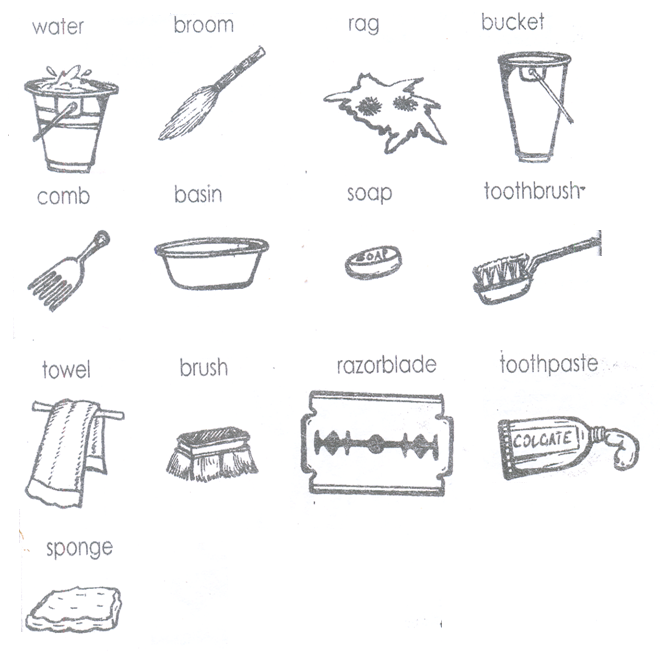 water broom rag bucket
comb basin soap toothbrush
SOAP
towel brush razorblade toothpaste
COLGATE
sponge